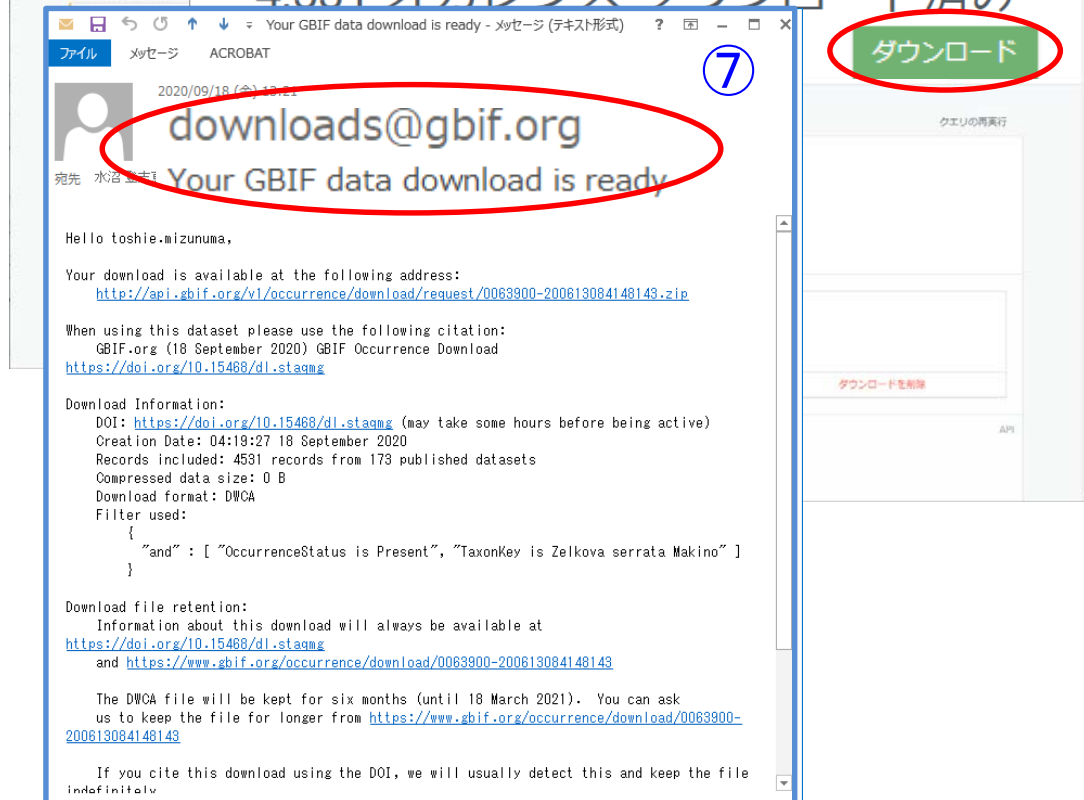 Your GBIF data download is ready - メッセージ (テキスト形式)
ファイル メッセージ ACROBAT
⑦
2020/09/18 (金) 13:21
downloads@gbif.org
宛先 水沼
Your GBIF data download is ready
Hello toshie.mizunuma,
Your download is available at the following address:
http://api.gbif.org/v1/occurrence/download/request/0063900-200613084148143.zip
When using this dataset please use the following citation:
GBIF.org (18 September 2020) GBIF Occurrence Download
https://doi.org/10.15468/dl.staqmg
Download Information:
DOI: https://doi.org/10.15468/dl.staqmg (may take some hours before being active)
Creation Date: 04:19:27 18 September 2020
Records included: 4531 records from 173 published datasets
Compressed data size: 0 B
Download format: DWCA
Filter used:
{
"and" : [ "OccurrenceStatus is Present", "TaxonKey is Zelkova serrata Makino" ]
}
Download file retention:
Information about this download will always be available at
https://doi.org/10.15468/dl.staqmg
and https://www.gbif.org/occurrence/download/0063900-200613084148143
The DWCA file will be kept for six months (until 18 March 2021). You can ask
us to keep the file for longer from https://www.gbif.org/occurrence/download/0063900-
200613084148143
If you cite this download using the DOI, we will usually detect this and keep the file
indefinitely
ダウンロード
クエリの再実行
ダウンロードを削除
API